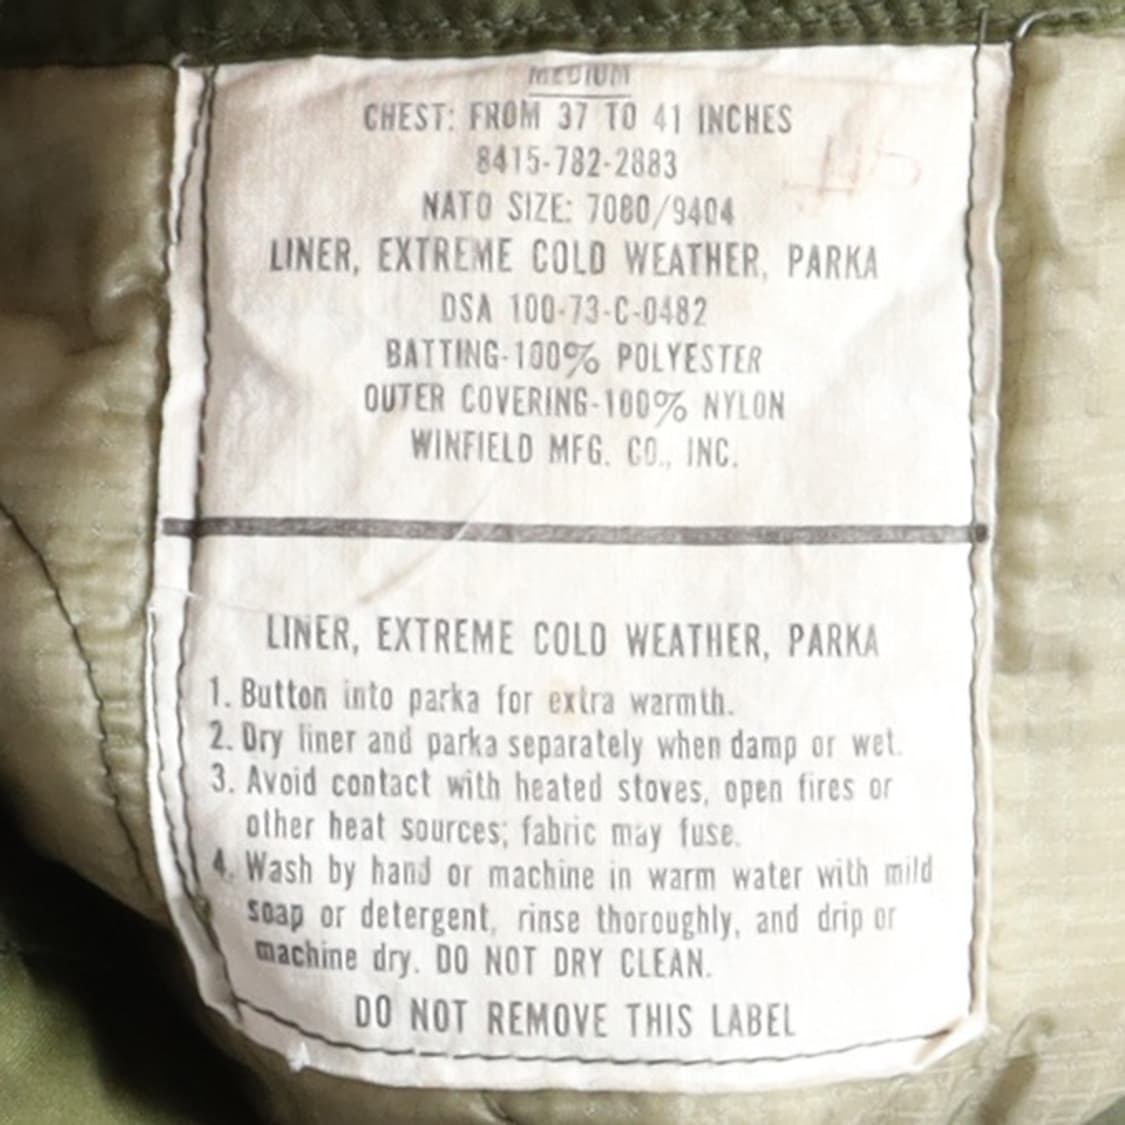 MEDIUM
CHEST: FROM 37 TO 41 INCHES
8415-782-2883
NATO SIZE: 7080/9404
LINER, EXTREME COLD WEATHER, PARKA
DSA 100-73-C-0482
BATTING-100% POLYESTER
OUTER COVERING-100% NYLON
WINFIELD MFG. CO., INC.
LINER, EXTREME COLD WEATHER, PARKA
1. Button into parka for extra warmth.
2. Dry liner and parka separately when damp or wet.
3. Avoid contact with heated stoves, open fires or
other heat sources; fabric may fuse.
4. Wash by hand or machine in warm water with mild
soap or detergent, rinse thoroughly, and drip or
machine dry. DO NOT DRY CLEAN.
DO NOT REMOVE THIS LABEL